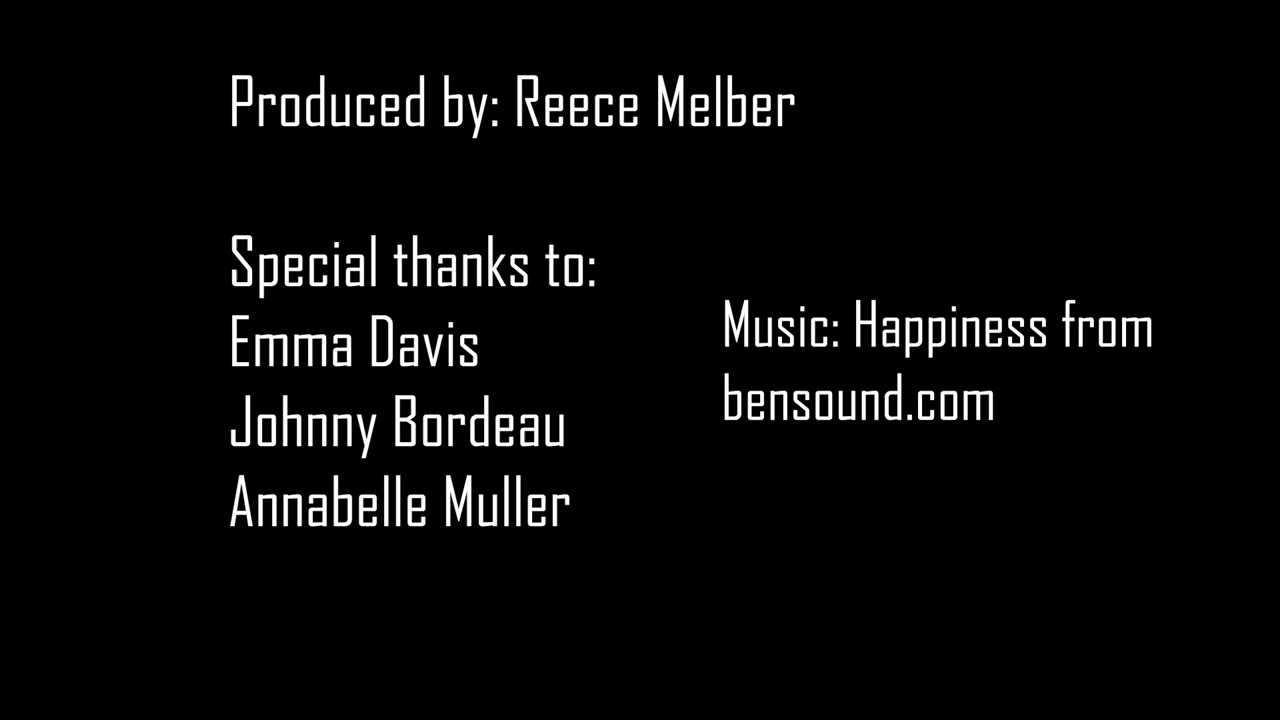 Produced by: Reece Melber
Special thanks to:
Emma Davis
Johnny Bordeau
Annabelle Muller
Music: Happiness from
bensound.com